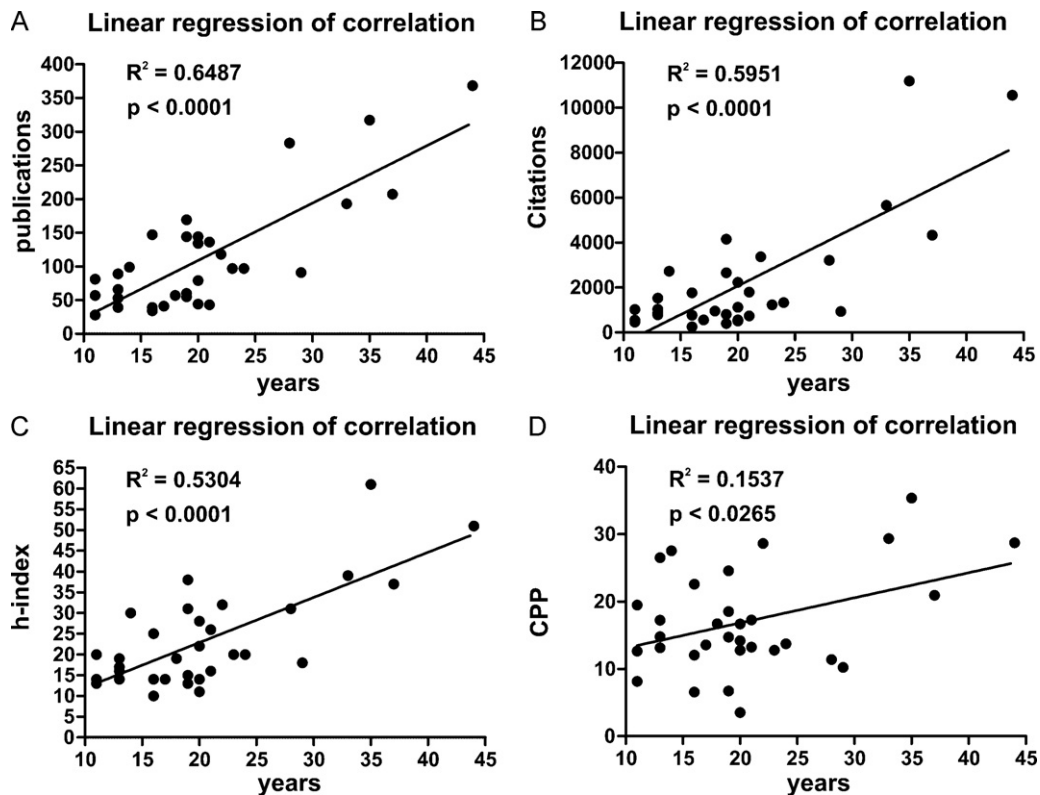 A Linear regression of correlation
R² = 0.6487
p < 0.0001
publications
400
350
300
250
200
150
100
50
0
10 15 20 25 30 35 40 45
years
B Linear regression of correlation
R² = 0.5951
p < 0.0001
Citations
12000
10000
8000
6000
4000
2000
0
10 15 20 25 30 35 40 45
years
C Linear regression of correlation
R² = 0.5304
p < 0.0001
h-index
65
60
55
50
45
40
35
30
25
20
15
10
5
0
10 15 20 25 30 35 40 45
years
D Linear regression of correlation
R² = 0.1537
p < 0.0265
CPP
40
30
20
10
0
10 15 20 25 30 35 40 45
years